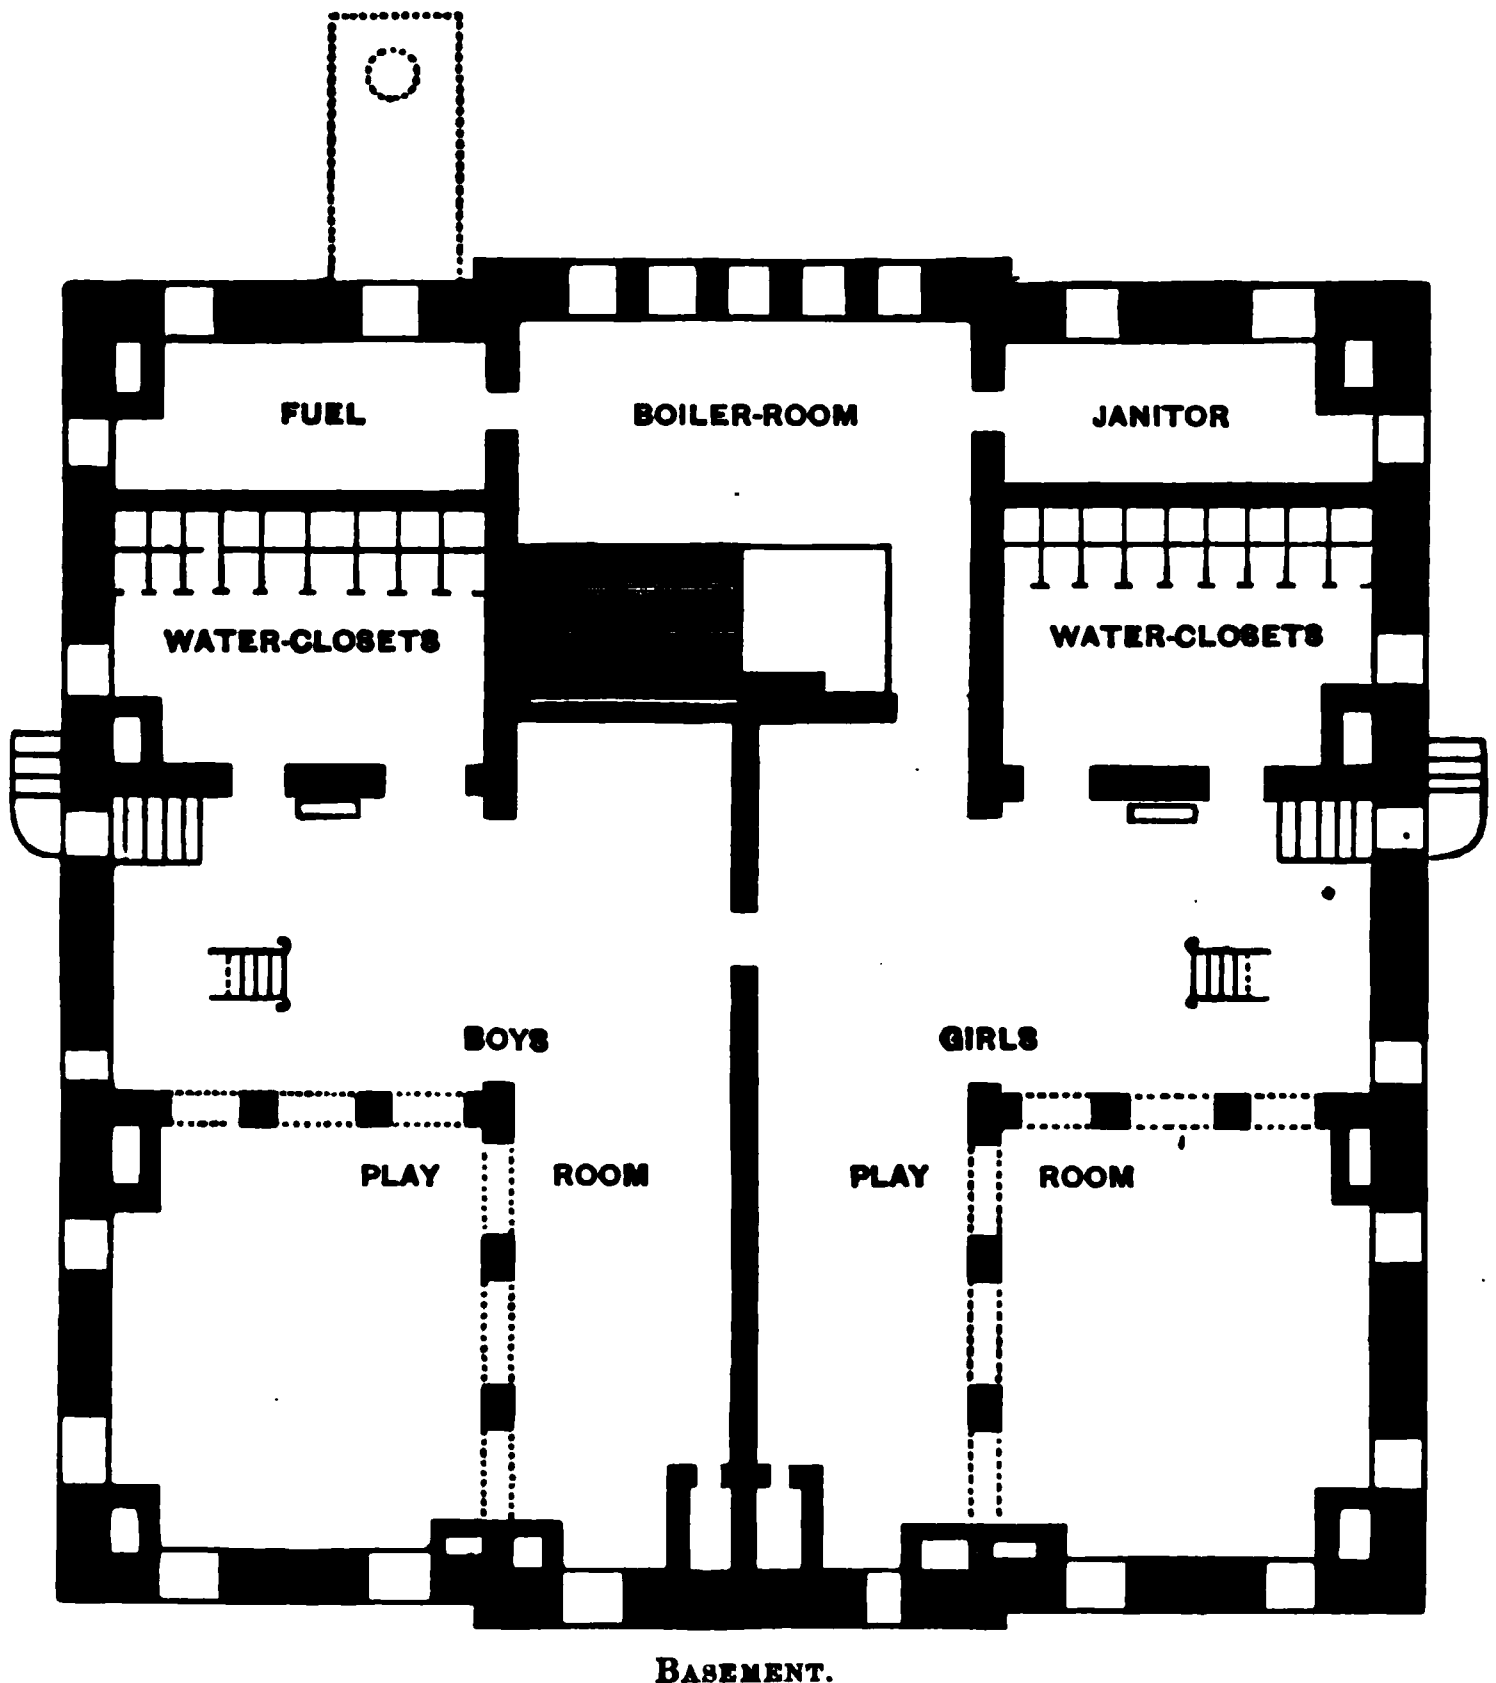 FUEL
BOILER-ROOM
JANITOR
WATER-CLOSETS
WATER-CLOSETS
BOYS
GIRLS
PLAY ROOM
PLAY ROOM
BASEMENT.